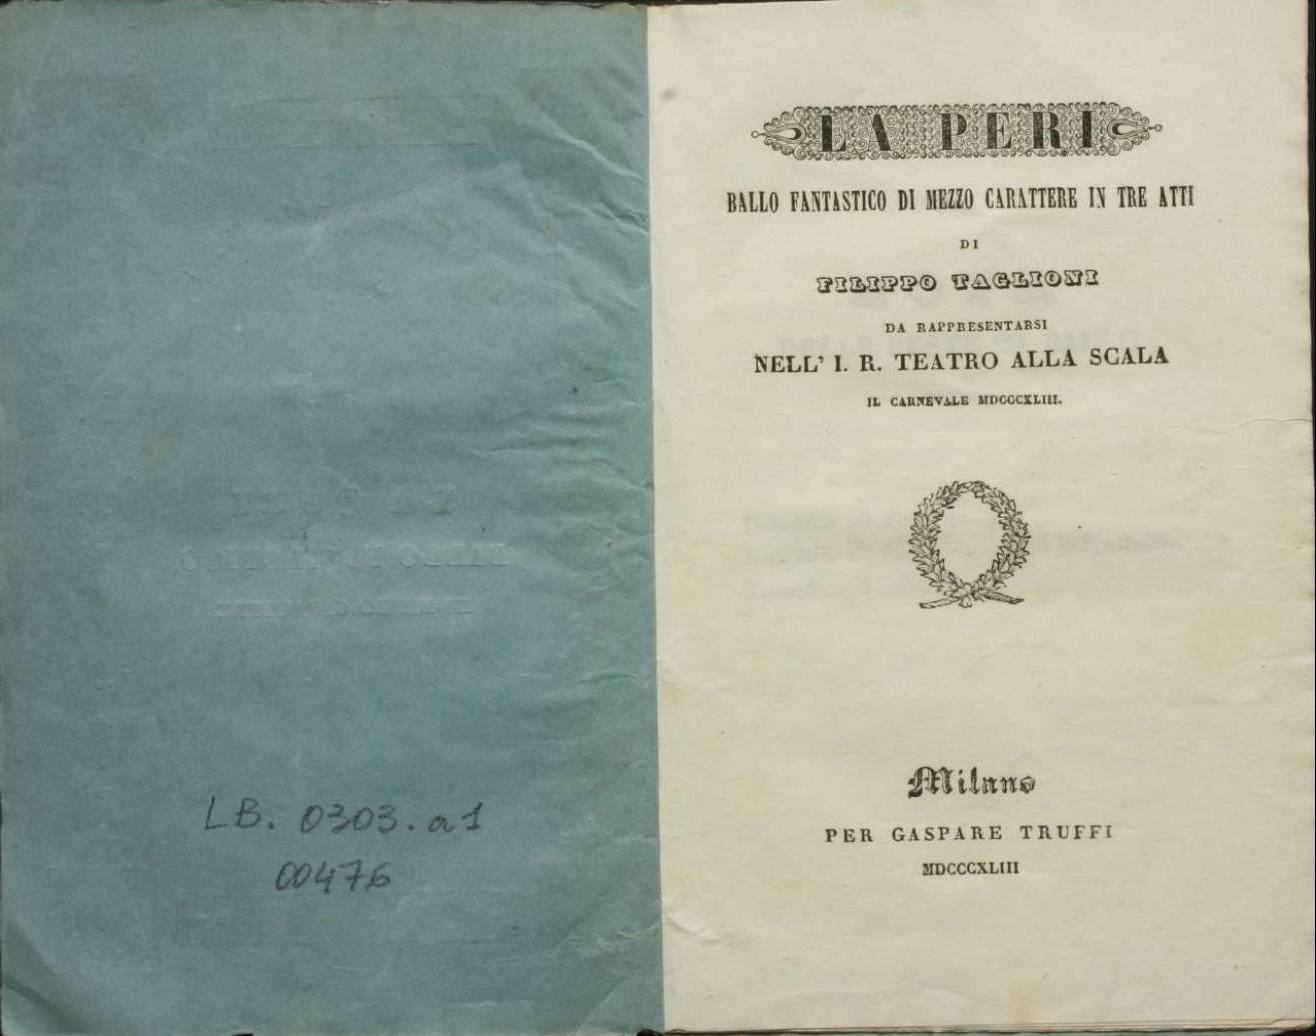 LB. 0303.a1
00476
LA PERI
BALLO FANTASTICO DI MEZZO CARATTERE IN TRE ATTI
DI
FILIPPO TAGLIONI
DA RAPPRESENTARSI
NELL' I. R. TEATRO ALLA SCALA
IL CARNEVALE MDCCCXLIII.
Milano
PER GASPARE TRUFFI
MDCCCXLIII